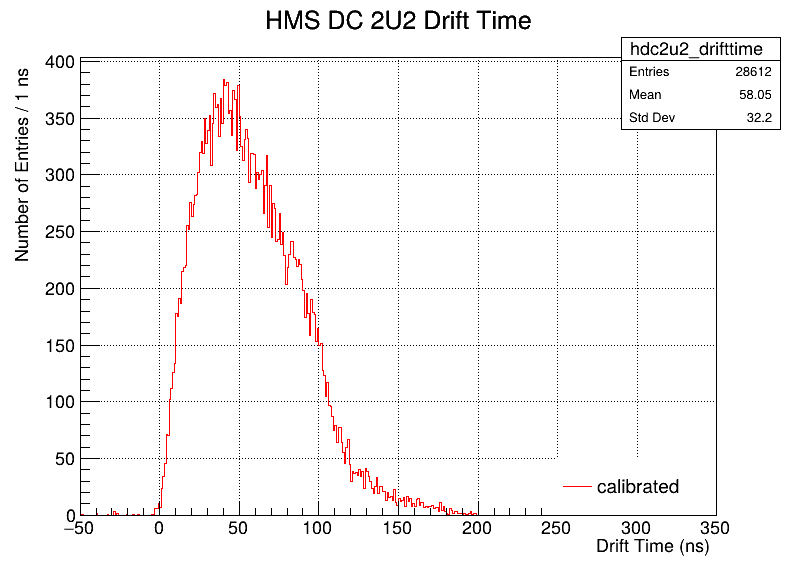 HMS DC 2U2 Drift Time
hdc2u2_drifttime
Entries 28612
Mean 58.05
Std Dev 32.2
Number of Entries / 1 ns
400
350
300
250
200
150
100
50
0
−50 0 50 100 150 200 250 300 350
calibrated
Drift Time (ns)